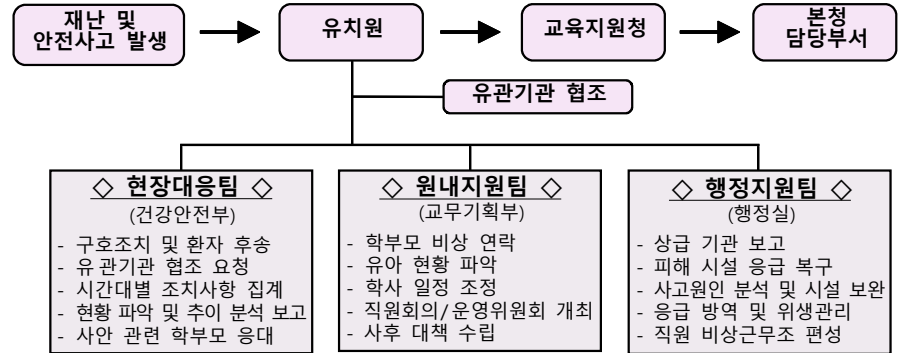 재난 및
안전사고 발생
유치원
교육지원청
본청
담당부서
유관기관 협조
◇ 현장대응팀 ◇
(건강안전부)
- 구호조치 및 환자 후송
- 유관기관 협조 요청
- 시간대별 조치사항 집계
- 현황 파악 및 추이 분석 보고
- 사안 관련 학부모 응대
◇ 원내지원팀 ◇
(교무기획부)
- 학부모 비상 연락
- 유아 현황 파악
- 학사 일정 조정
- 직원회의/운영위원회 개최
- 사후 대책 수립
◇ 행정지원팀 ◇
(행정실)
- 상급 기관 보고
- 피해 시설 응급 복구
- 사고원인 분석 및 시설 보완
- 응급 방역 및 위생관리
- 직원 비상근무조 편성